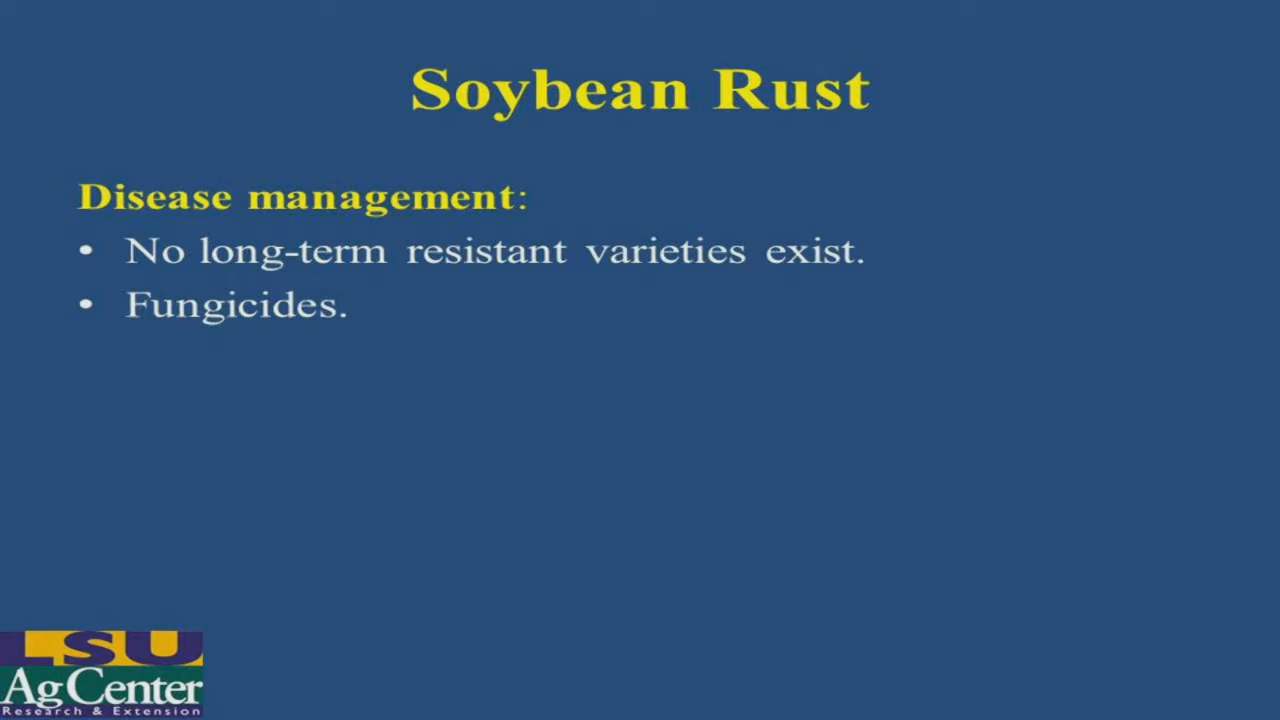 Soybean Rust
Disease management:
• No long-term resistant varieties exist.
• Fungicides.
LSU
AgCenter
Research & Extension